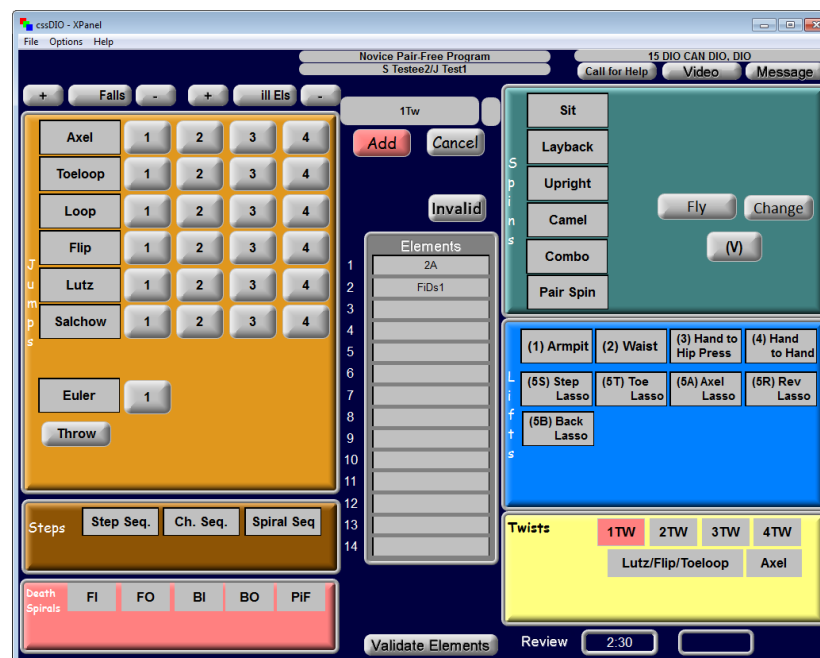 cssDIO - XPanel
File Options Help
Novice Pair-Free Program
S Testee2/J Test1
15 DIO CAN DIO, DIO
Call for Help Video Message
+ Falls - + ill Els -
1Tw
Add Cancel
Invalid
Jumps
Axel 1 2 3 4
Toeloop 1 2 3 4
Loop 1 2 3 4
Flip 1 2 3 4
Lutz 1 2 3 4
Salchow 1 2 3 4
Euler 1
Throw
Steps
Step Seq. Ch. Seq. Spiral Seq
Death
Spirals
FI FO BI BO PiF
Elements
1 2A
2 FiDs1
3
4
5
6
7
8
9
10
11
12
13
14
Validate Elements
Spins
Sit
Layback
Upright
Camel
Combo
Pair Spin
Fly Change
(V)
Lifts
(1) Armpit (2) Waist (3) Hand to Hip Press (4) Hand to Hand
(5S) Step Lasso (5T) Toe Lasso (5A) Axel Lasso (5R) Rev Lasso
(5B) Back Lasso
Twists
1TW 2TW 3TW 4TW
Lutz/Flip/Toeloop Axel
Review 2:30